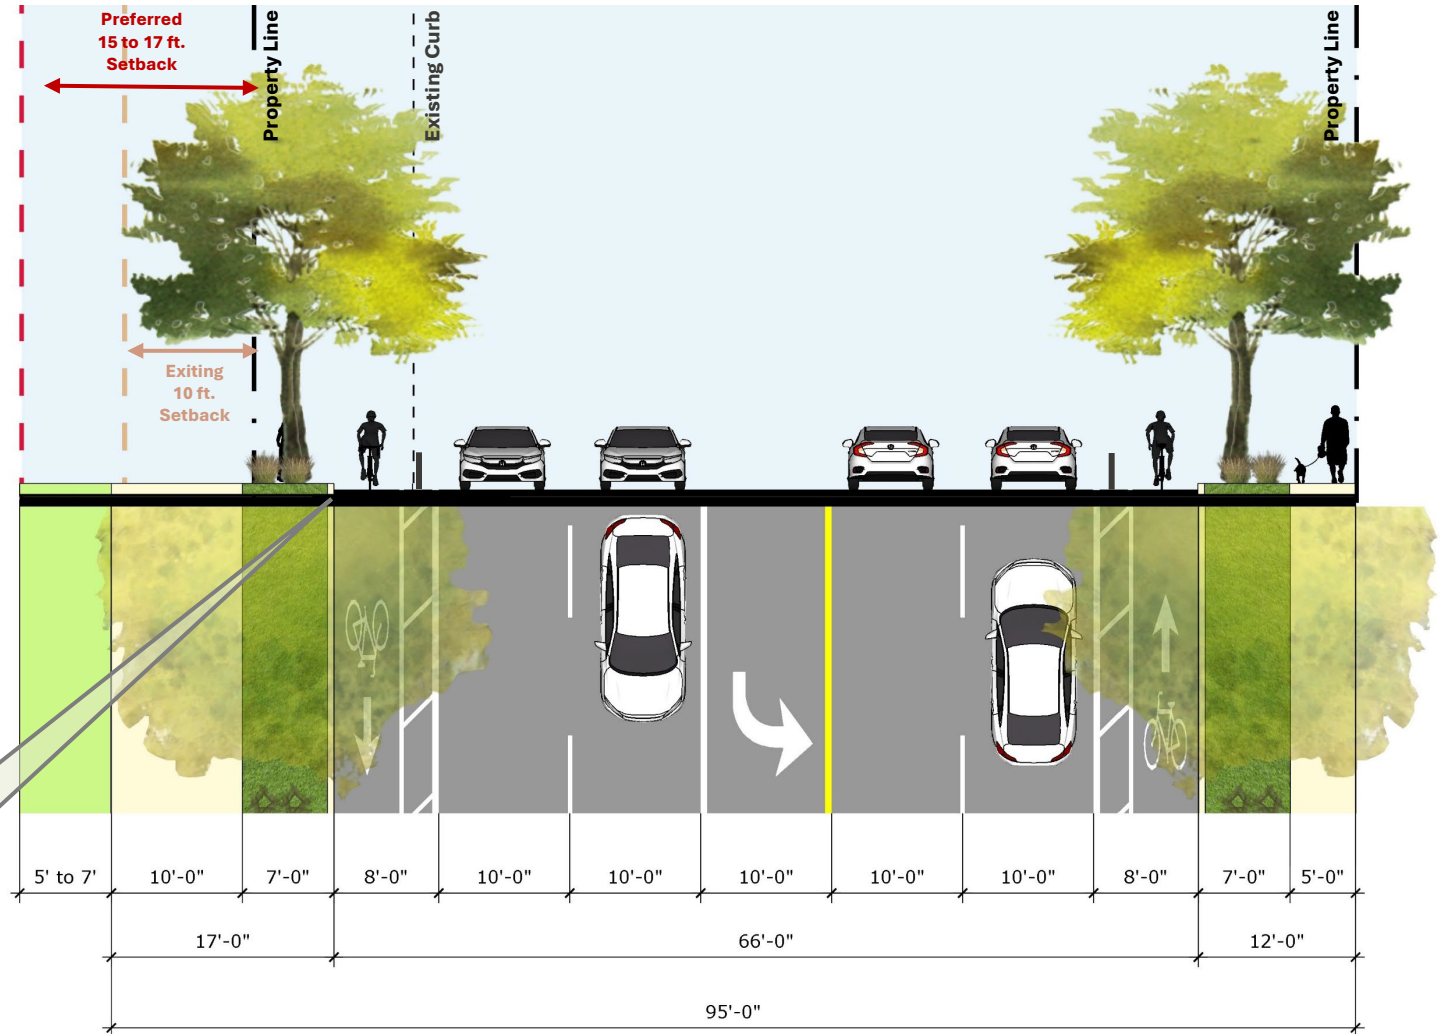 Preferred
15 to 17 ft.
Setback
Property Line
Existing Curb
Property Line
Exiting
10 ft.
Setback
5' to 7'
10'-0"
7'-0"
8'-0"
10'-0"
10'-0"
10'-0"
10'-0"
10'-0"
8'-0"
7'-0"
5'-0"
17'-0"
66'-0"
12'-0"
95'-0"